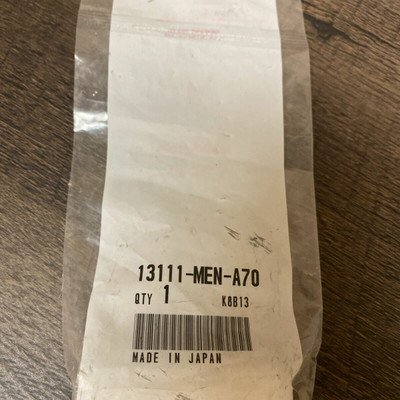 13111-MEN-A70
QTY 1 K8B13
MADE IN JAPAN